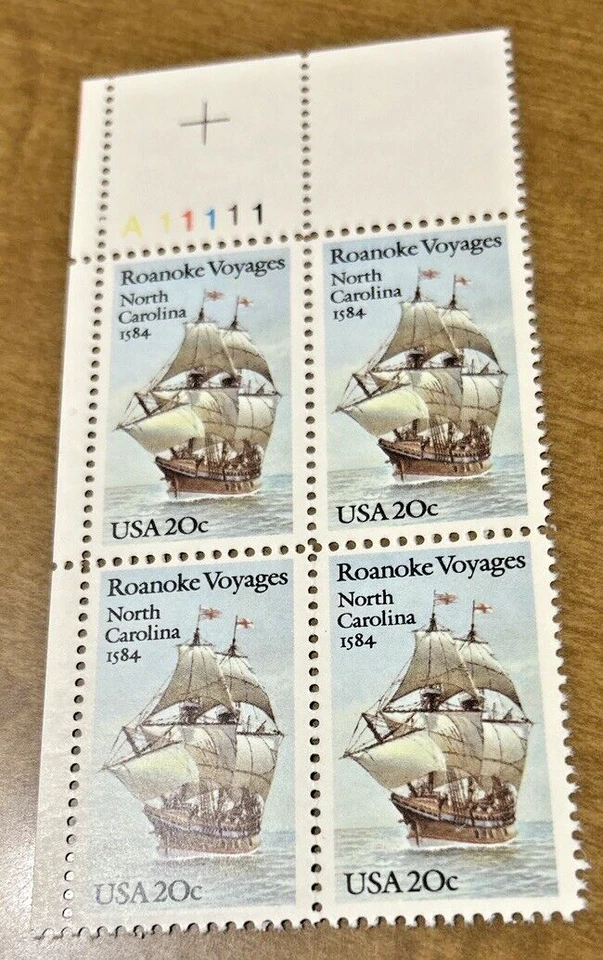 A 11111
Roanoke Voyages
North
Carolina
1584
USA 20c
Roanoke Voyages
North
Carolina
1584
USA 20c
Roanoke Voyages
North
Carolina
1584
USA 20c
Roanoke Voyages
North
Carolina
1584
USA 20c